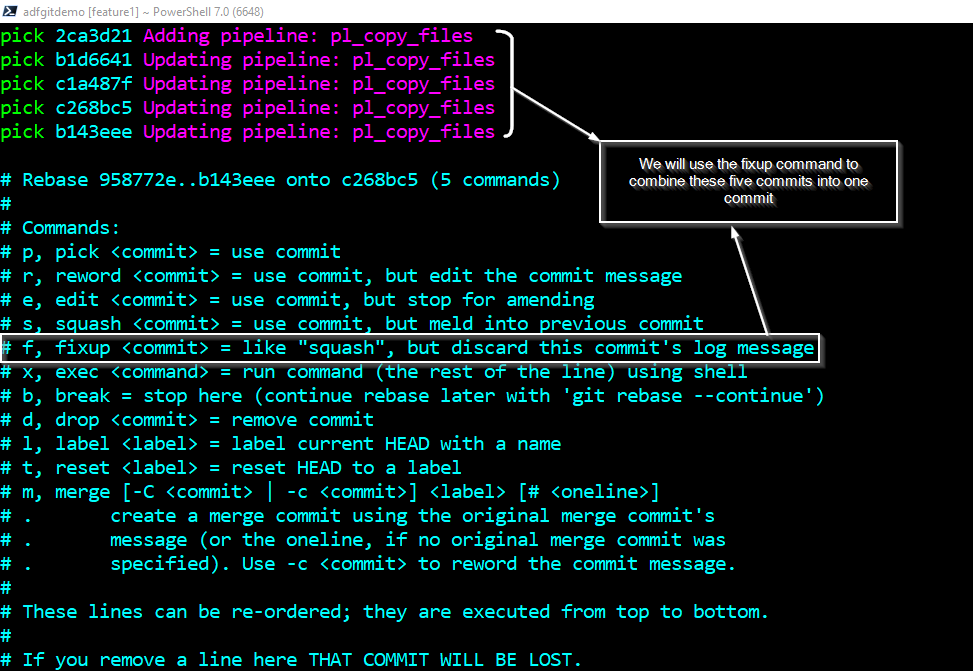 adfgitdemo [feature1] ~ PowerShell 7.0 (6648)
pick 2ca3d21 Adding pipeline: pl_copy_files
pick b1d6641 Updating pipeline: pl_copy_files
pick c1a487f Updating pipeline: pl_copy_files
pick c268bc5 Updating pipeline: pl_copy_files
pick b143eee Updating pipeline: pl_copy_files
We will use the fixup command to
combine these five commits into one
commit
# Rebase 958772e..b143eee onto c268bc5 (5 commands)
#
# Commands:
# p, pick <commit> = use commit
# r, reword <commit> = use commit, but edit the commit message
# e, edit <commit> = use commit, but stop for amending
# s, squash <commit> = use commit, but meld into previous commit
# f, fixup <commit> = like "squash", but discard this commit's log message
# x, exec <command> = run command (the rest of the line) using shell
# b, break = stop here (continue rebase later with 'git rebase --continue')
# d, drop <commit> = remove commit
# l, label <label> = label current HEAD with a name
# t, reset <label> = reset HEAD to a label
# m, merge [-C <commit> | -c <commit>] <label> [# <oneline>]
# .       create a merge commit using the original merge commit's
# .       message (or the oneline, if no original merge commit was
# .       specified). Use -c <commit> to reword the commit message.
#
# These lines can be re-ordered; they are executed from top to bottom.
#
# If you remove a line here THAT COMMIT WILL BE LOST.